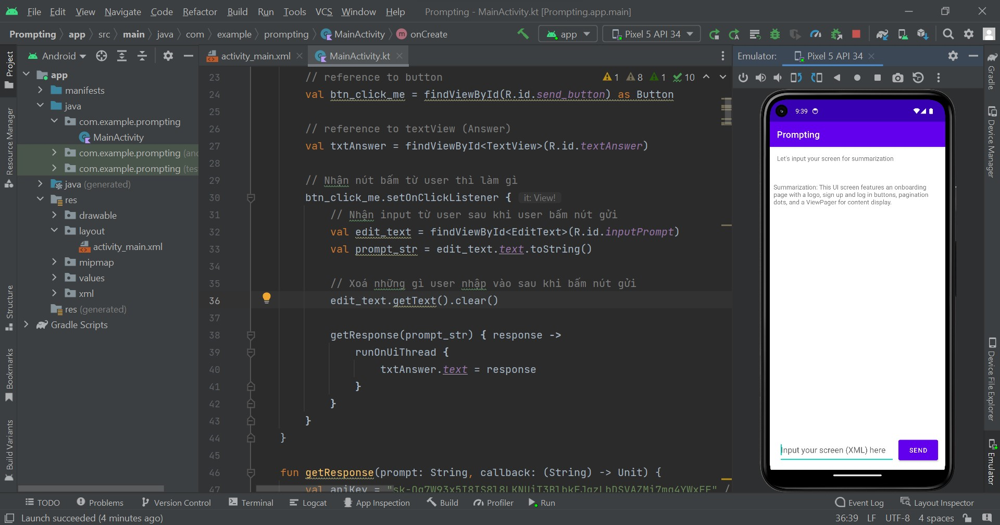 File Edit View Navigate Code Refactor Build Run Tools VCS Window Help Prompting - MainActivity.kt [Prompting.app.main]
Prompting app src main java com example prompting MainActivity m onCreate app Pixel 5 API 34
Project
Resource Manager
Structure
Bookmarks
Build Variants
Android
app
manifests
java
com.example.prompting
MainActivity
com.example.prompting (and
com.example.prompting (tes
java (generated)
res
drawable
layout
activity_main.xml
mipmap
values
xml
res (generated)
Gradle Scripts
activity_main.xml MainActivity.kt
1 8 1 10
23 // reference to button
24 val btn_click_me = findViewById(R.id.send_button) as Button
25
26 // reference to textView (Answer)
27 val txtAnswer = findViewById<TextView>(R.id.textAnswer)
28
29 // Nhận nút bấm từ user thì làm gì
30 btn_click_me.setOnClickListener { it: View!
31 // Nhận input từ user sau khi user bấm nút gửi
32 val edit_text = findViewById<EditText>(R.id.inputPrompt)
33 val prompt_str = edit_text.text.toString()
34
35 // Xoá những gì user nhập vào sau khi bấm nút gửi
36 edit_text.getText().clear()
37
38 getResponse(prompt_str) { response ->
39 runOnUiThread {
40 txtAnswer.text = response
41 }
42 }
43 }
44 }
45
46 fun getResponse(prompt: String, callback: (String) -> Unit) {
47 val apiKey =
Emulator: Pixel 5 API 34
9:39
Prompting
Let's input your screen for summarization
Summarization: This UI screen features an onboarding
page with a logo, sign up and log in buttons, pagination
dots, and a ViewPager for content display.
Input your screen (XML) here SEND
Gradle
Device Manager
Device File Explorer
Emulator
TODO Problems Version Control Terminal Logcat App Inspection Build Profiler Run Event Log Layout Inspector
Launch succeeded (4 minutes ago) 36:39 LF UTF-8 4 spaces